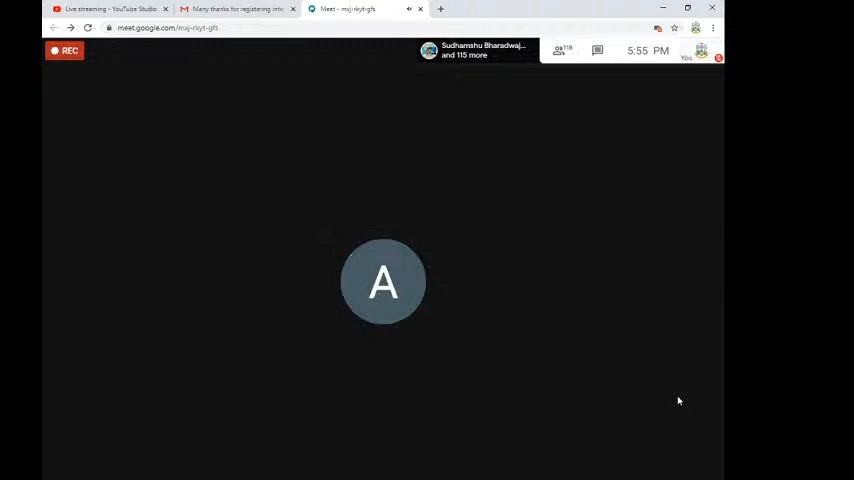 Live streaming - YouTube Studio
Many thanks for registering inte
Meet - mxj-rkyt-gfs
meet.google.com/mxj-rkyt-gfs
REC
Sudhamshu Bharadwaj...
and 115 more
118
5:55 PM
You
A